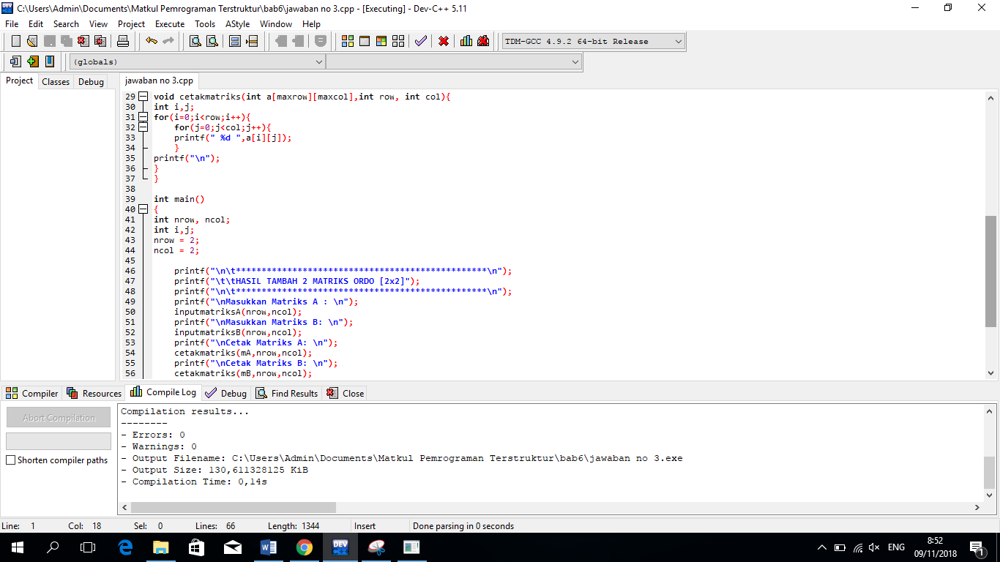 C:\Users\Admin\Documents\Matkul Pemrograman Terstruktur\bab6\jawaban no 3.cpp - [Executing] - Dev-C++ 5.11
File Edit Search View Project Execute Tools AStyle Window Help
TDM-GCC 4.9.2 64-bit Release
(globals)
Project Classes Debug jawaban no 3.cpp
29 void cetakmatriks(int a[maxrow][maxcol],int row, int col){
30 int i,j;
31 for(i=0;i<row;i++){
32     for(j=0;j<col;j++){
33     printf(" %d ",a[i][j]);
34     }
35 printf("\n");
36 }
37 }
38
39 int main()
40 {
41 int nrow, ncol;
42 int i,j;
43 nrow = 2;
44 ncol = 2;
45
46     printf("\n\t*************************************************\n");
47     printf("\t\tHASIL TAMBAH 2 MATRIKS ORDO [2x2]");
48     printf("\n\t*************************************************\n");
49     printf("\nMasukkan Matriks A : \n");
50     inputmatriksA(nrow,ncol);
51     printf("\nMasukkan Matriks B: \n");
52     inputmatriksB(nrow,ncol);
53     printf("\nCetak Matriks A: \n");
54     cetakmatriks(mA,nrow,ncol);
55     printf("\nCetak Matriks B: \n");
56     cetakmatriks(mB,nrow,ncol);
Compiler Resources Compile Log Debug Find Results Close
Abort Compilation
Shorten compiler paths
Compilation results...
--------
- Errors: 0
- Warnings: 0
- Output Filename: C:\Users\Admin\Documents\Matkul Pemrograman Terstruktur\bab6\jawaban no 3.exe
- Output Size: 130,611328125 KiB
- Compilation Time: 0,14s
Line: 1 Col: 18 Sel: 0 Lines: 66 Length: 1344 Insert Done parsing in 0 seconds
DEV
ENG
8:52
09/11/2018
1